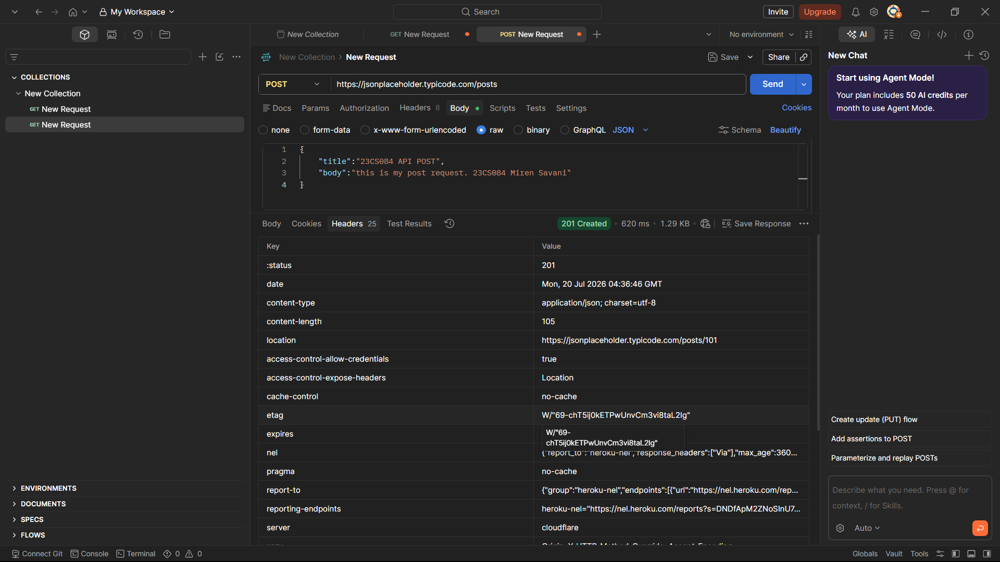 My Workspace
Search
Invite
Upgrade
New Collection
GET New Request
POST New Request
No environment
AI
New Collection > New Request
Save
Share
New Chat
COLLECTIONS
New Collection
GET New Request
GET New Request
POST
https://jsonplaceholder.typicode.com/posts
Send
Start using Agent Mode!
Your plan includes 50 AI credits per
month to use Agent Mode.
Docs
Params
Authorization
Headers 8
Body
Scripts
Tests
Settings
Cookies
none
form-data
x-www-form-urlencoded
raw
binary
GraphQL
JSON
Schema
Beautify
1 {
2 "title":"23CS084 API POST",
3 "body":"this is my post request. 23CS084 Miren Savani"
4 }
Body
Cookies
Headers 25
Test Results
201 Created
620 ms
1.29 KB
e.g. Save Response
Key Value
:status 201
date Mon, 20 Jul 2026 04:36:46 GMT
content-type application/json; charset=utf-8
content-length 105
location https://jsonplaceholder.typicode.com/posts/101
access-control-allow-credentials true
access-control-expose-headers Location
cache-control no-cache
etag W/"69-chT5ij0kETPwUnvCm3vi8taL2Ig"
expires
W/"69-
chT5ij0kETPwUnvCm3vi8taL2Ig"
nel {"report_to":"heroku-nel","response_headers":["Via"],"max_age":360...
pragma no-cache
report-to {"group":"heroku-nel","endpoints":[{"url":"https://nel.heroku.com/rep...
reporting-endpoints heroku-nel="https://nel.heroku.com/reports?s=DNDfApM2ZNoSInU7...
server cloudflare
Create update (PUT) flow
Add assertions to POST
Parameterize and replay POSTs
Describe what you need. Press @ for
context, / for Skills.
Auto
ENVIRONMENTS
DOCUMENTS
SPECS
FLOWS
Connect Git
Console
Terminal
0
0
Globals
Vault
Tools